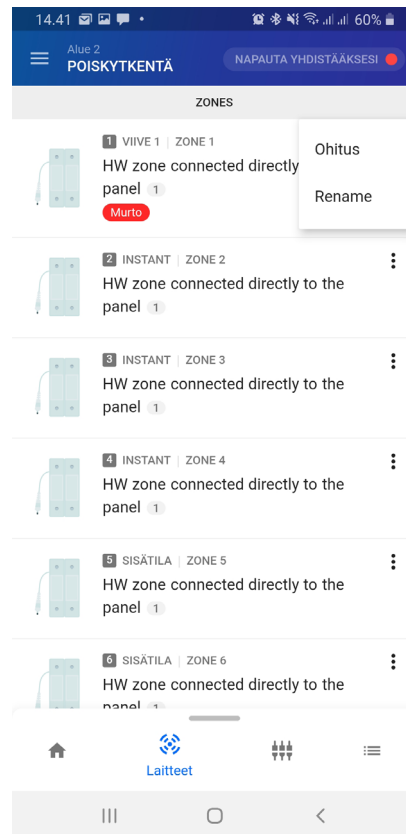 14.41 60%
Alue 2
POISKYTKENTÄ
NAPAUTA YHDISTÄÄKSESI
ZONES
1 VIIVE 1 | ZONE 1
HW zone connected directly
panel 1
Murto
Ohitus
Rename
2 INSTANT | ZONE 2
HW zone connected directly to the
panel 1
3 INSTANT | ZONE 3
HW zone connected directly to the
panel 1
4 INSTANT | ZONE 4
HW zone connected directly to the
panel 1
5 SISÄTILA | ZONE 5
HW zone connected directly to the
panel 1
6 SISÄTILA | ZONE 6
HW zone connected directly to the
panel 1
Laitteet